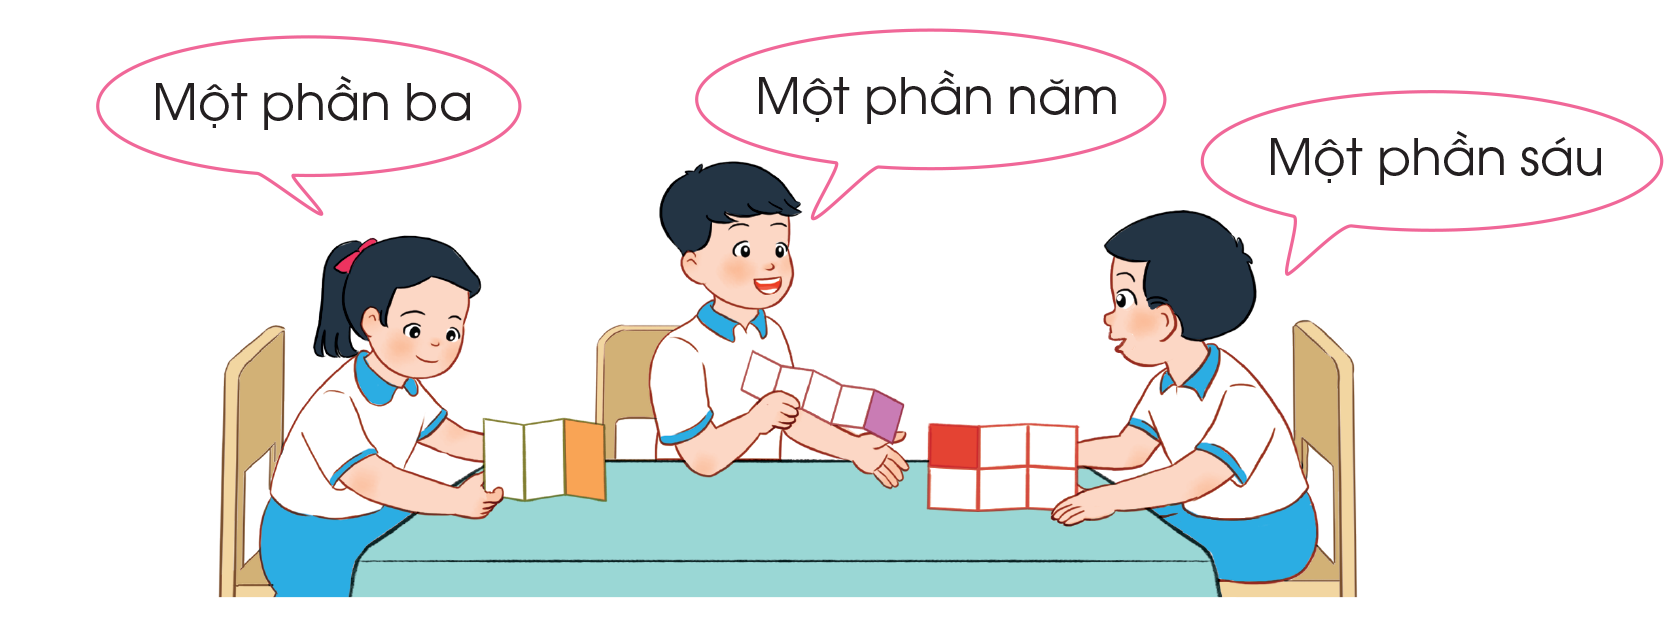 Một phần ba
Một phần năm
Một phần sáu